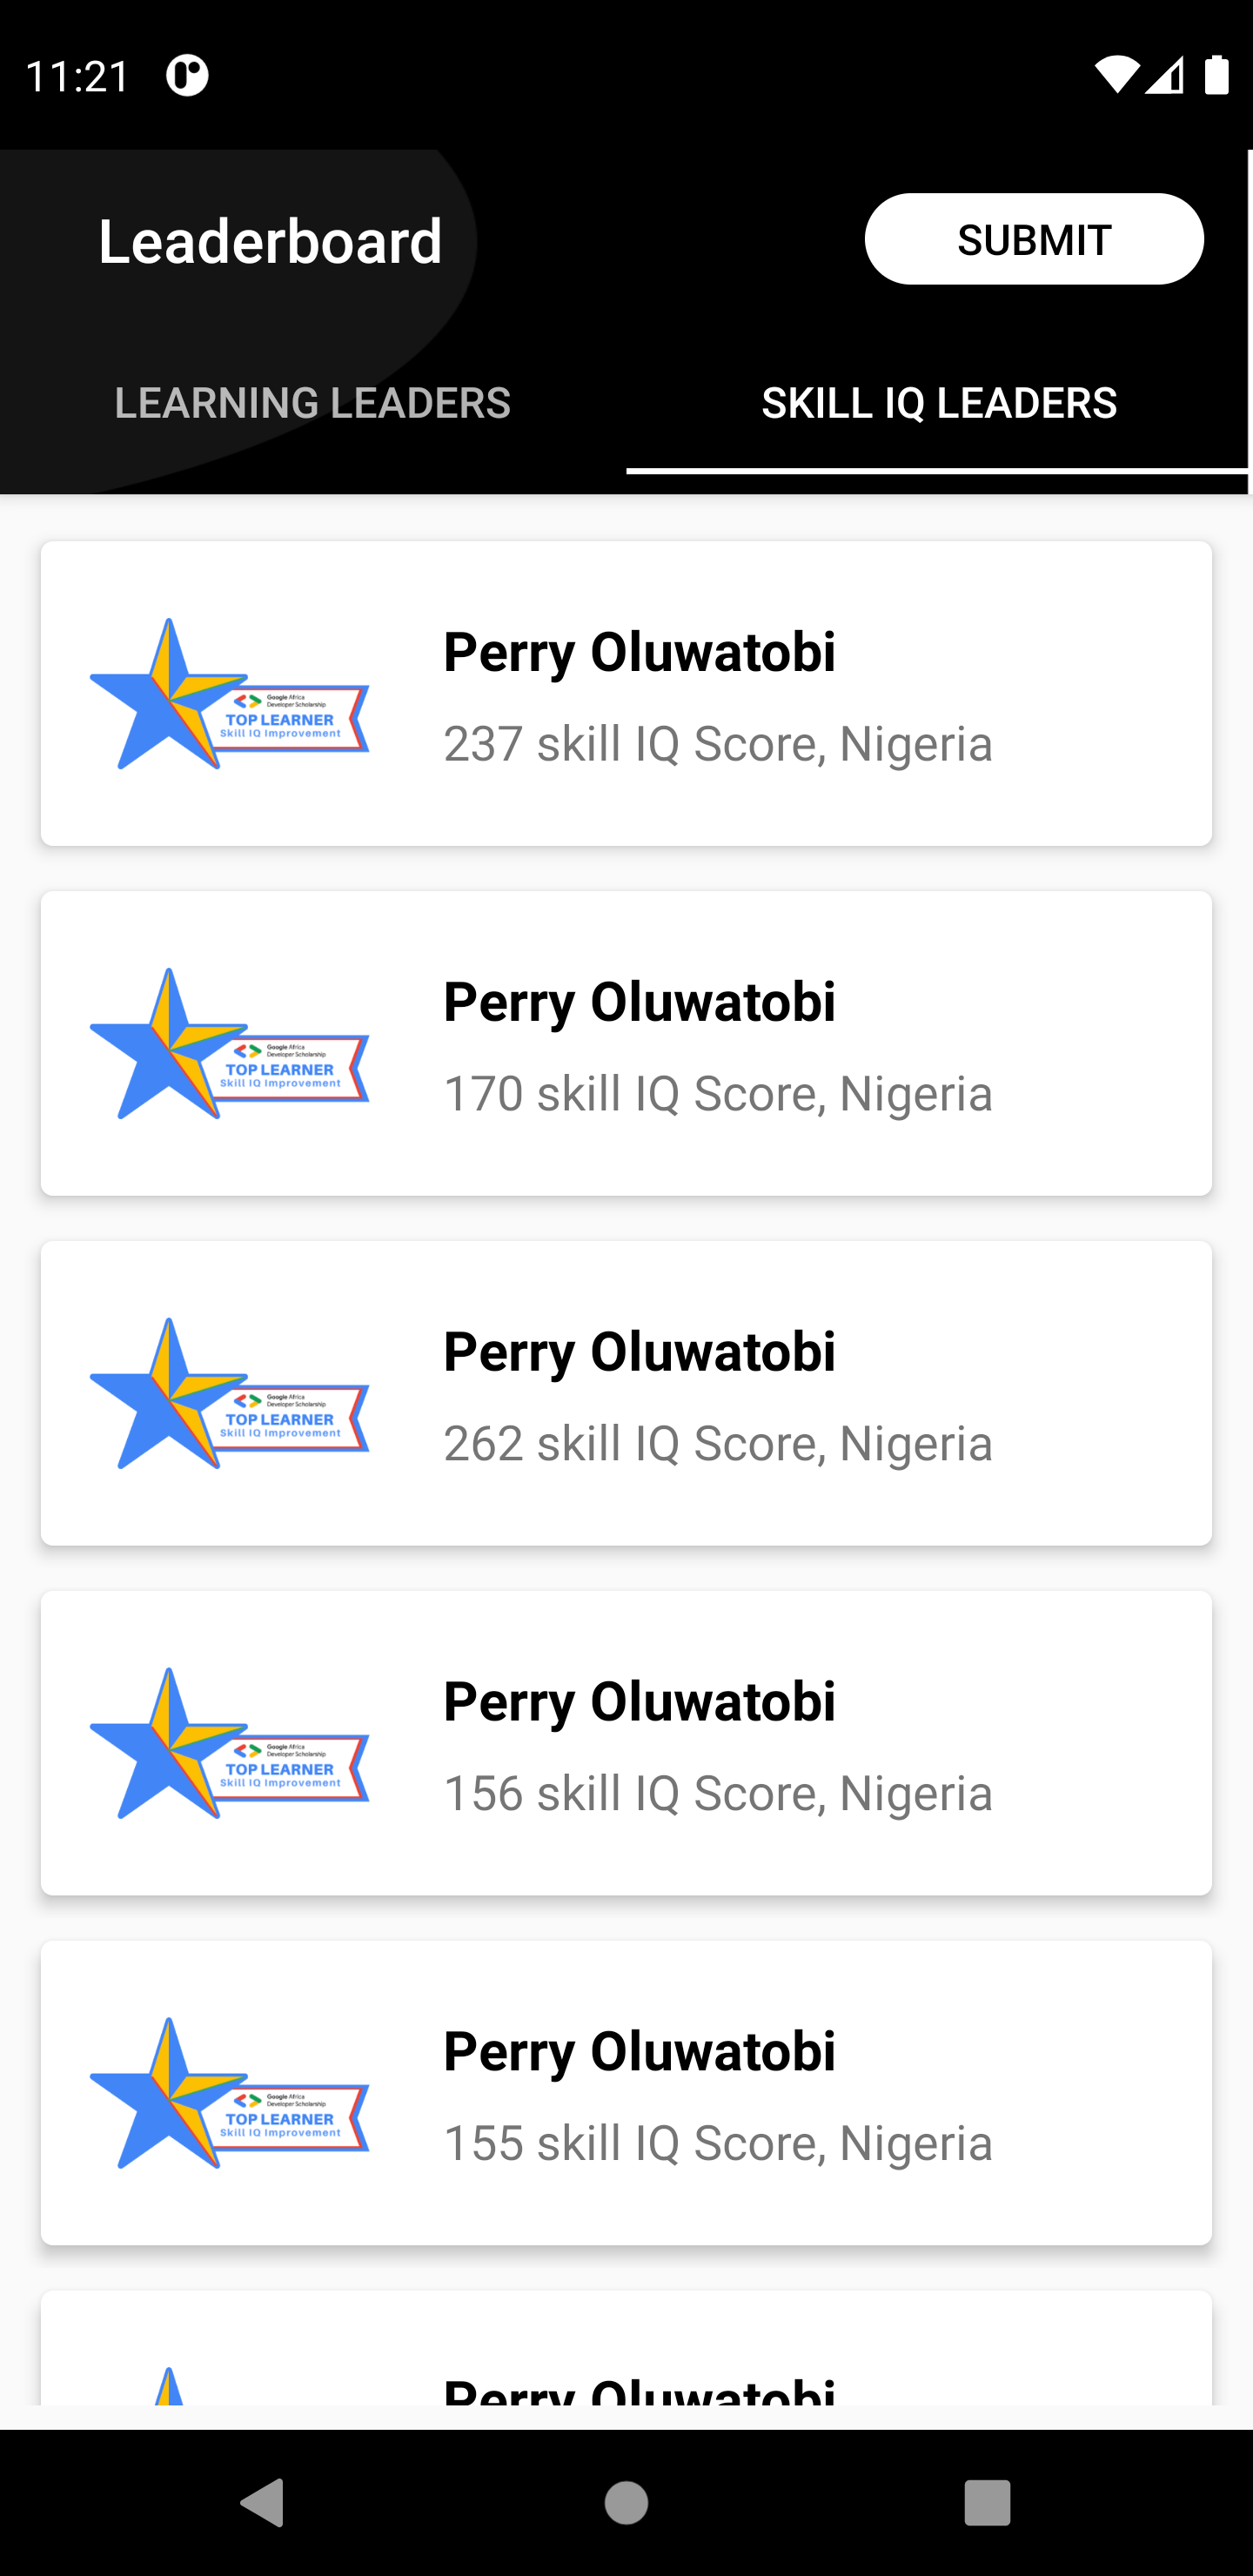 11:21
Leaderboard
SUBMIT
LEARNING LEADERS
SKILL IQ LEADERS
Perry Oluwatobi
Google Africa
Developer Scholarship
TOP LEARNER
Skill IQ Improvement
237 skill IQ Score, Nigeria
Perry Oluwatobi
Google Africa
Developer Scholarship
TOP LEARNER
Skill IQ Improvement
170 skill IQ Score, Nigeria
Perry Oluwatobi
Google Africa
Developer Scholarship
TOP LEARNER
Skill IQ Improvement
262 skill IQ Score, Nigeria
Perry Oluwatobi
Google Africa
Developer Scholarship
TOP LEARNER
Skill IQ Improvement
156 skill IQ Score, Nigeria
Perry Oluwatobi
Google Africa
Developer Scholarship
TOP LEARNER
Skill IQ Improvement
155 skill IQ Score, Nigeria
Perry Oluwatobi